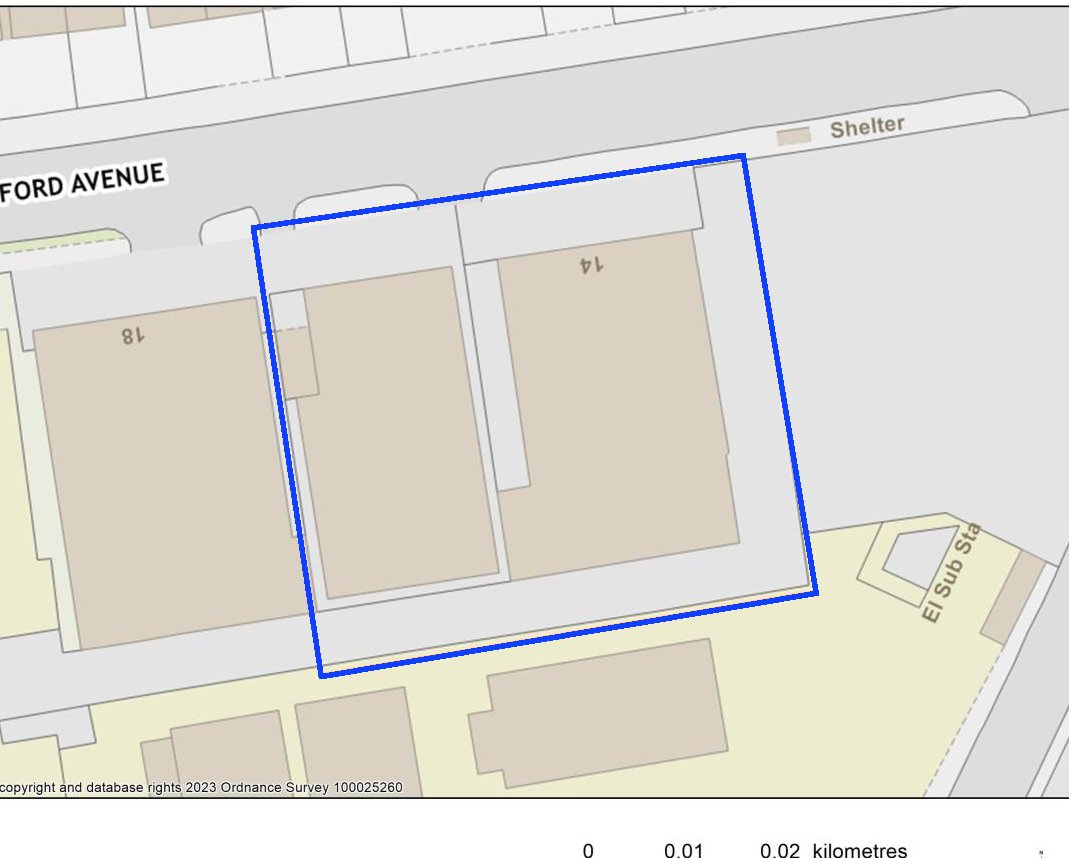 Shelter
FORD AVENUE
14
18
El Sub Sta
copyright and database rights 2023 Ordnance Survey 100025260
0 0.01 0.02 kilometres
N